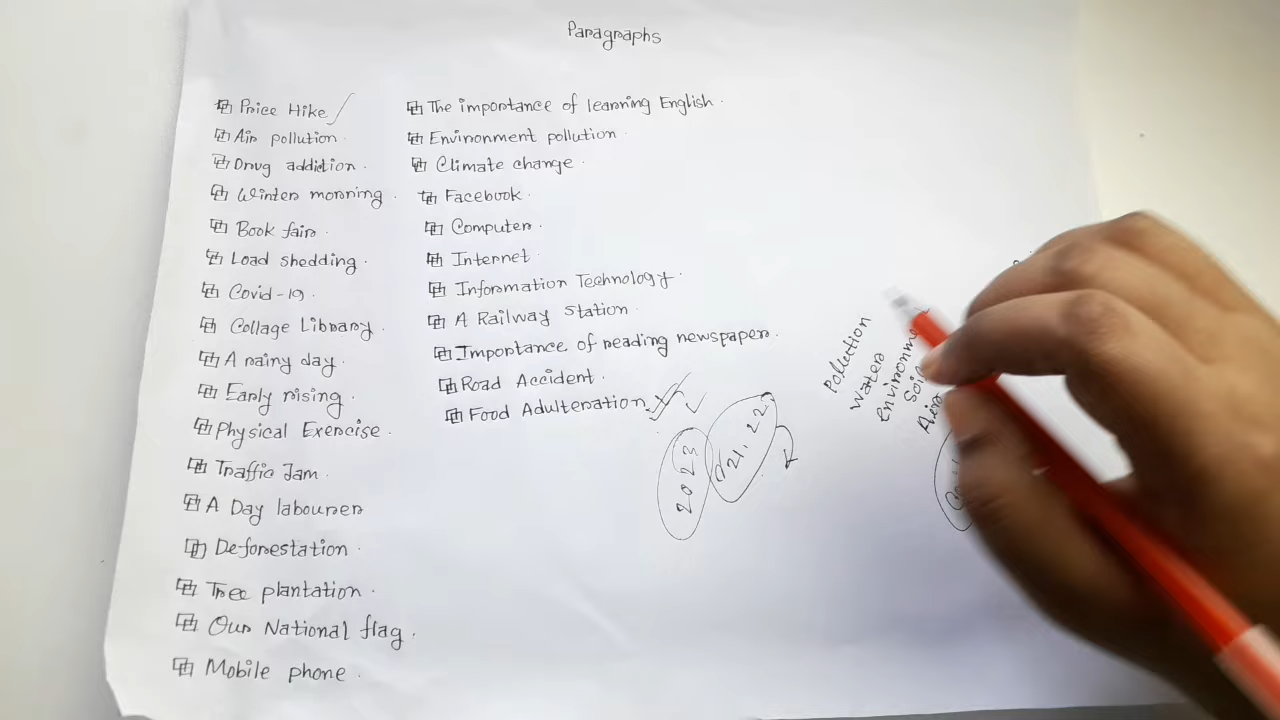 Paragraphs
Price Hike
Air pollution.
Drug addiction.
Winter morning.
Book fair.
Load shedding.
Covid-19.
Collage Library.
A rainy day.
Early rising.
Physical Exercise.
Traffic Jam.
A Day labourer
Deforestation.
Tree plantation.
Our National flag.
Mobile phone.
The importance of learning English.
Environment pollution.
Climate change.
Facebook.
Computer.
Internet.
Information Technology.
A Railway station.
Importance of reading newspaper.
Road Accident.
Food Adulteration.
2023
21, 22
Pollution
Water
Air